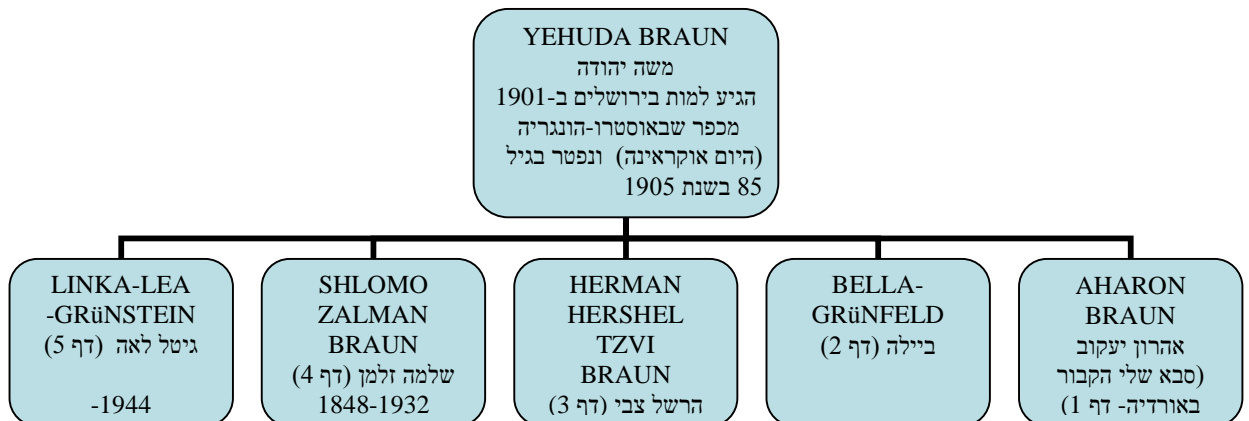 YEHUDA BRAUN
משה יהודה
הגיע למות בירושלים ב-1901
מכפר שבאוסטרו-הונגריה
(היום אוקראינה) ונפטר בגיל
85 בשנת 1905
LINKA-LEA
-GRüNSTEIN
גיטל לאה (דף 5)
-1944
SHLOMO
ZALMAN
BRAUN
שלמה זלמן (דף 4)
1848-1932
HERMAN
HERSHEL
TZVI
BRAUN
הרשל צבי (דף 3)
BELLA-
GRüNFELD
ביילה (דף 2)
AHARON
BRAUN
אהרון יעקוב
(סבא שלי הקבור
באורדיה- דף 1)